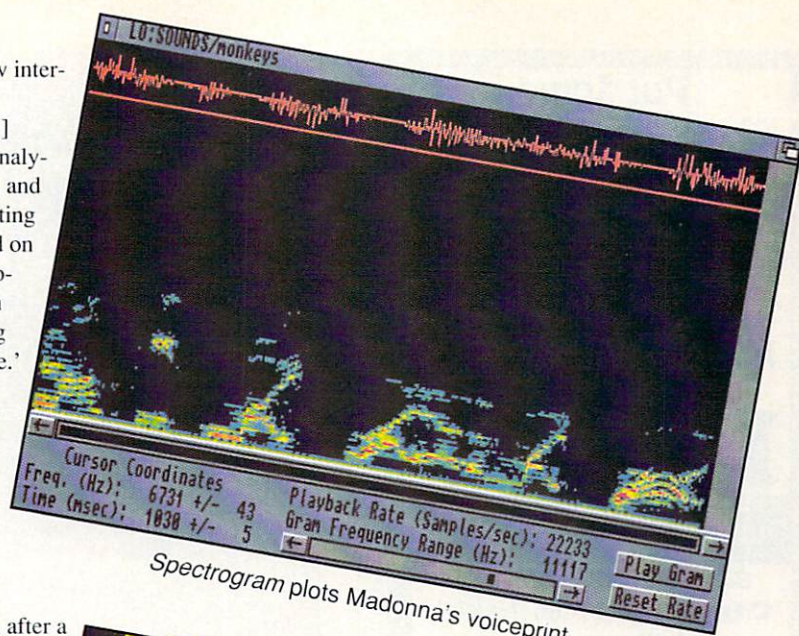 w inter-
]
naly-
and
ting
l on
o-
n
g
e.'
LO:SOUNDS/monkeys
Cursor Coordinates
Freq. (Hz): 6731 +/- 43
Time (msec): 1030 +/- 5
Playback Rate (Samples/sec): 22233
Gram Frequency Range (Hz): 11117
Play Gram
Reset Rate
Spectrogram plots Madonna's voiceprint
after a